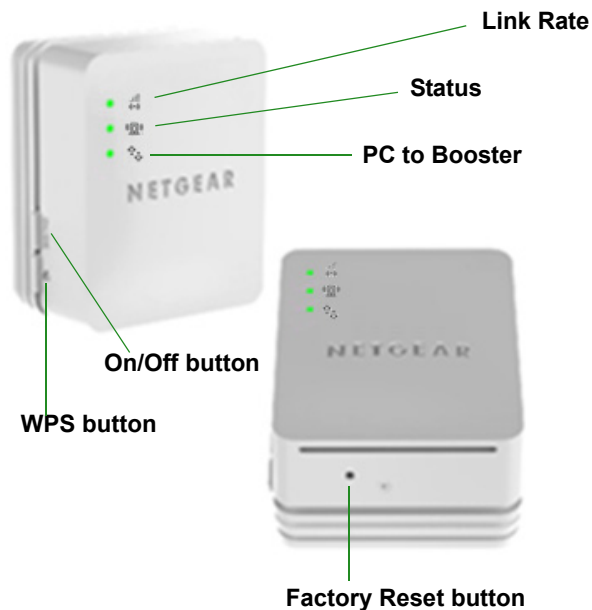 Link Rate
Status
PC to Booster
NETGEAR
On/Off button
WPS button
NETGEAR
Factory Reset button